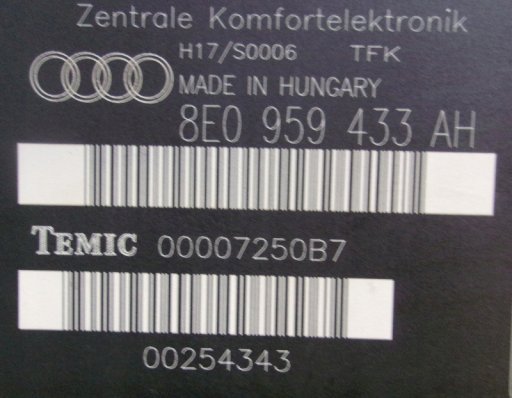 Zentrale Komfortelektronik
H17/S0006 TFK
MADE IN HUNGARY
8E0 959 433 AH
TEMIC 00007250B7
00254343